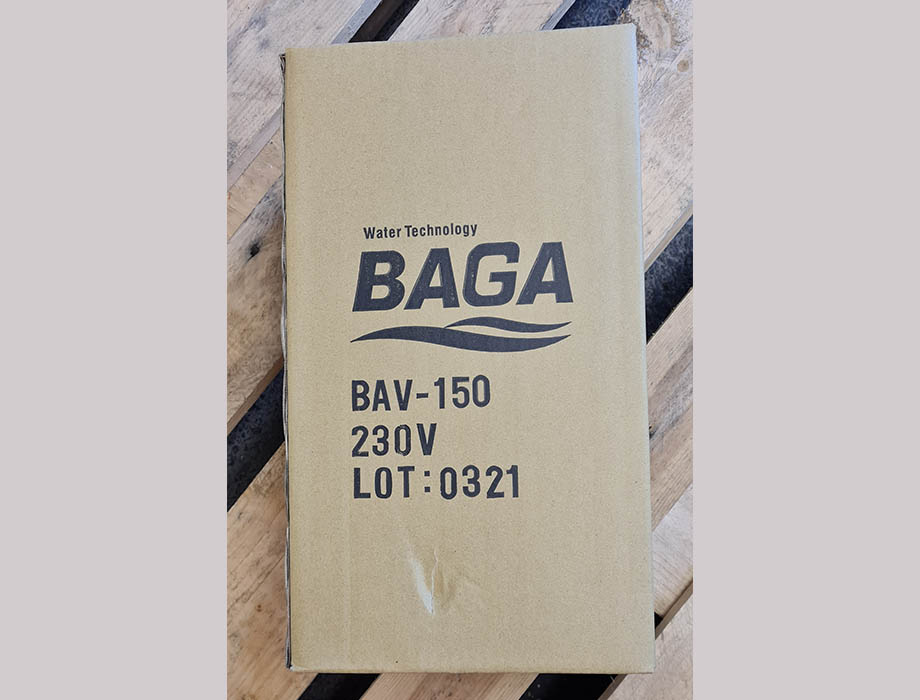 Water Technology
BAGA
BAV-150
230V
LOT:0321